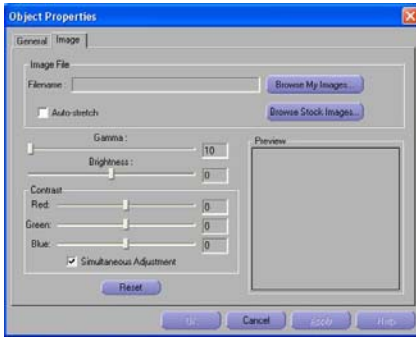 Object Properties
General Image
Image File
Filename :
Browse My Images...
Auto-stretch
Browse Stock Images...
Gamma :
10
Preview
Brightness :
0
Contrast
Red:
0
Green:
0
Blue:
0
Simultaneous Adjustment
Reset
OK Cancel Apply Help